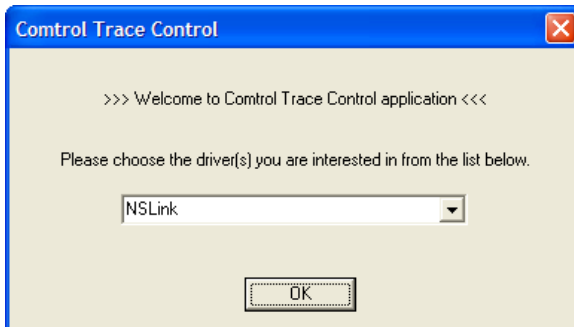 Comtrol Trace Control
>>> Welcome to Comtrol Trace Control application <<<
Please choose the driver(s) you are interested in from the list below.
NSLink
OK